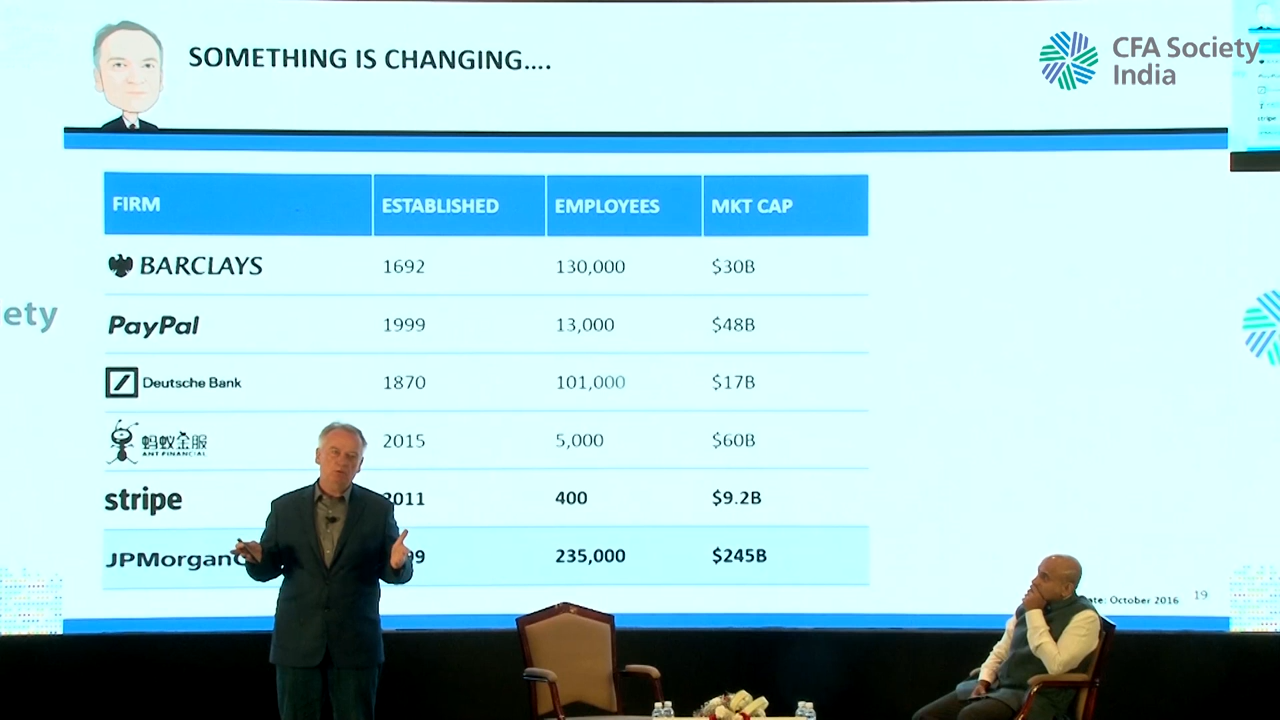 SOMETHING IS CHANGING....
CFA Society
India
FIRM ESTABLISHED EMPLOYEES MKT CAP
BARCLAYS 1692 130,000 $30B
ety
PayPal 1999 13,000 $48B
Deutsche Bank 1870 101,000 $17B
蚂蚁金服 2015 5,000 $60B
ANT FINANCIAL
stripe 2011 400 $9.2B
JPMorgan 99 235,000 $245B
ate: October 2016 19